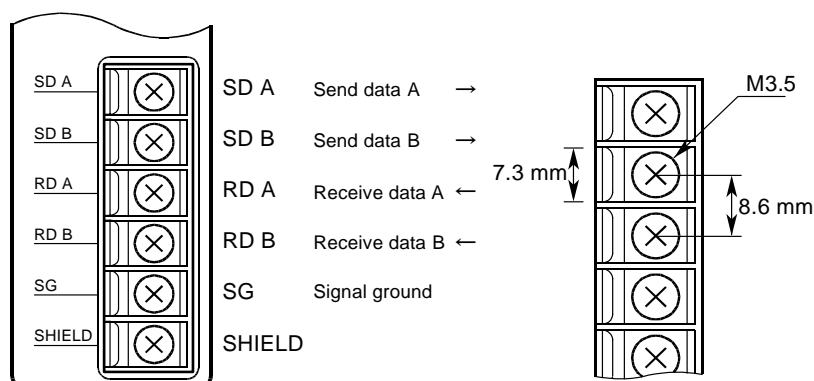 SD A SD A Send data A →
SD B SD B Send data B →
RD A RD A Receive data A ←
RD B RD B Receive data B ←
SG SG Signal ground
SHIELD SHIELD
M3.5
7.3 mm
8.6 mm